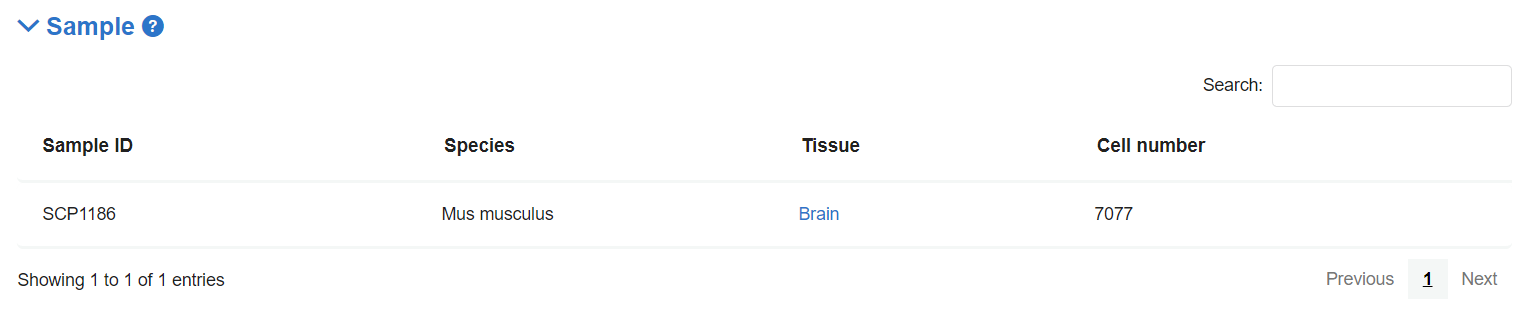 Sample ?
Search:
Sample ID Species Tissue Cell number
SCP1186 Mus musculus Brain 7077
Showing 1 to 1 of 1 entries Previous 1 Next